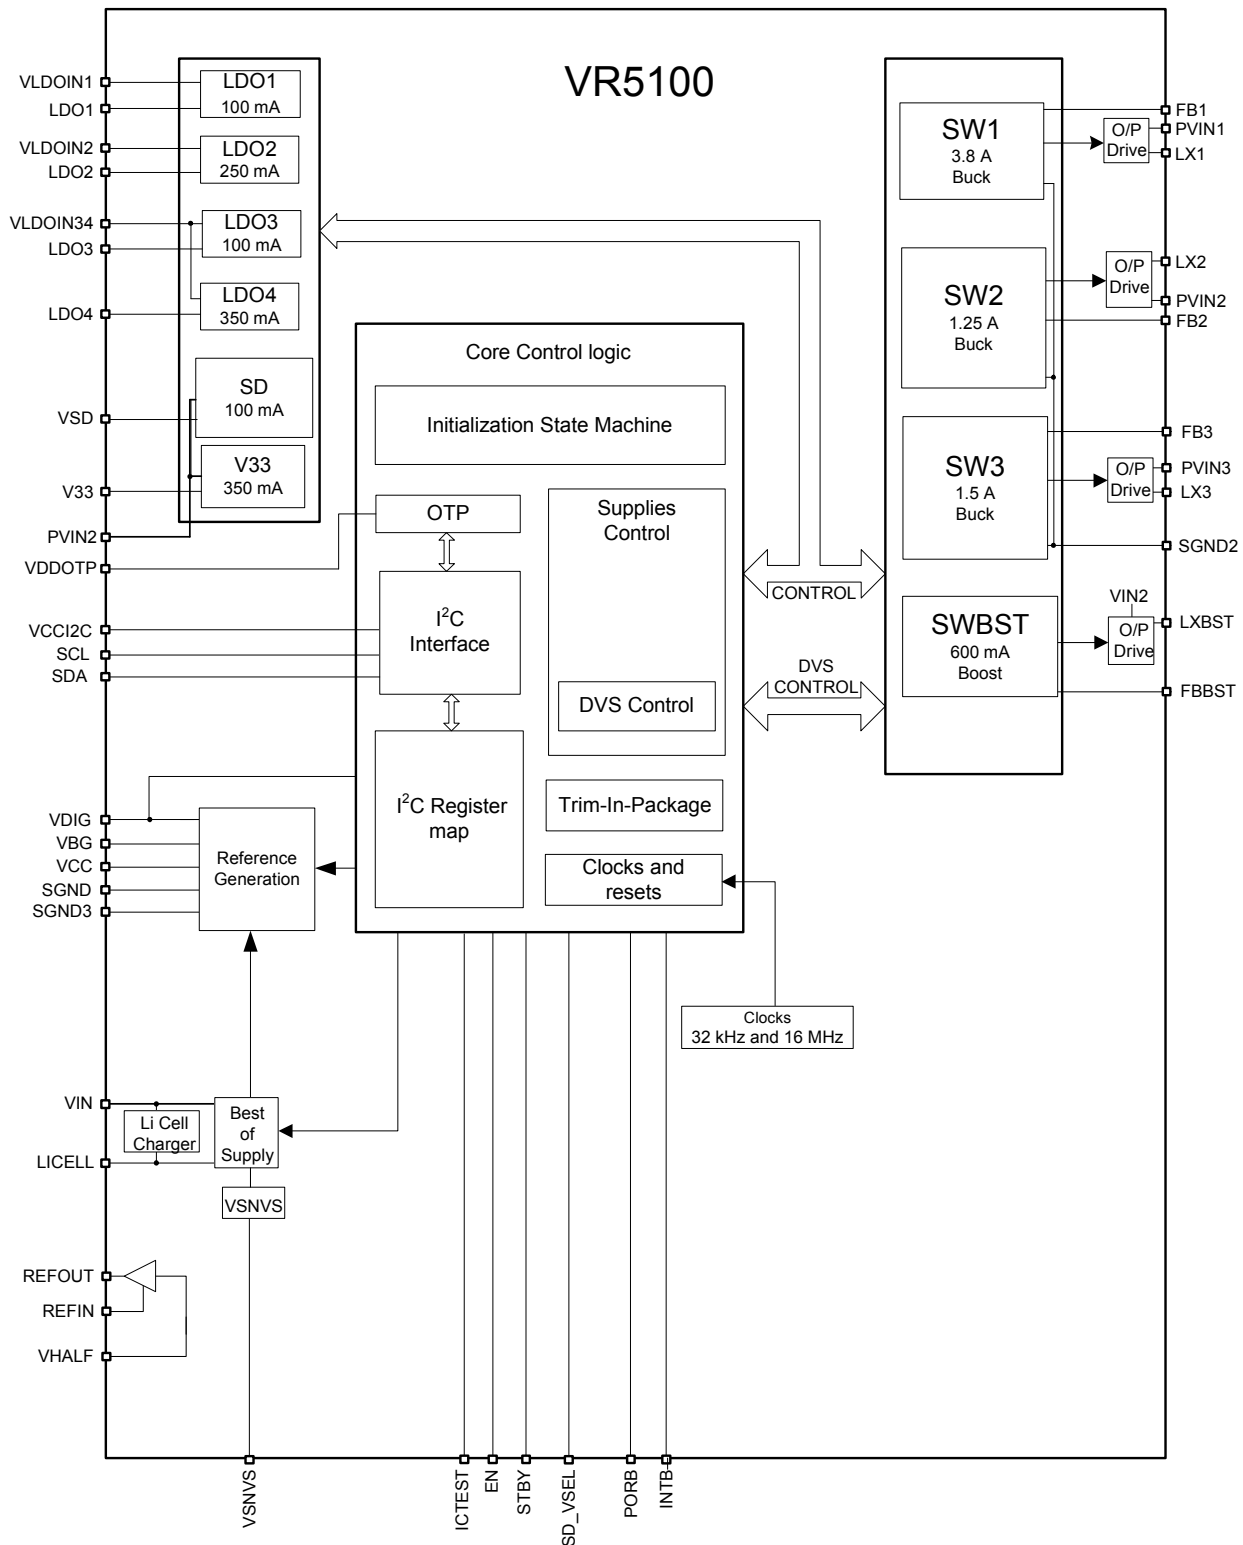 VR5100
VLDOIN1
LDO1
VLDOIN2
LDO2
VLDOIN34
LDO3
LDO4
VSD
V33
PVIN2
VDDOTP
VCCI2C
SCL
SDA
VDIG
VBG
VCC
SGND
SGND3
VIN
LICELL
REFOUT
REFIN
VHALF
LDO1
100 mA
LDO2
250 mA
LDO3
100 mA
LDO4
350 mA
SD
100 mA
V33
350 mA
Core Control logic
Initialization State Machine
OTP
I²C
Interface
I²C Register
map
Supplies
Control
DVS Control
Trim-In-Package
Clocks and
resets
Reference
Generation
Clocks
32 kHz and 16 MHz
Li Cell
Charger
Best
of
Supply
VSNVS
CONTROL
DVS
CONTROL
SW1
3.8 A
Buck
SW2
1.25 A
Buck
SW3
1.5 A
Buck
SWBST
600 mA
Boost
O/P
Drive
O/P
Drive
O/P
Drive
VIN2
O/P
Drive
FB1
PVIN1
LX1
LX2
PVIN2
FB2
FB3
PVIN3
LX3
SGND2
LXBST
FBBST
VSNVS
ICTEST
EN
STBY
SD_VSEL
PORB
INTB